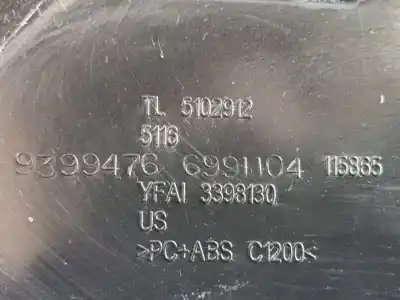 TL 5102912
5116
9399476 6991104 115865
YFAI 3398130
US
>PC+ABS C1200<